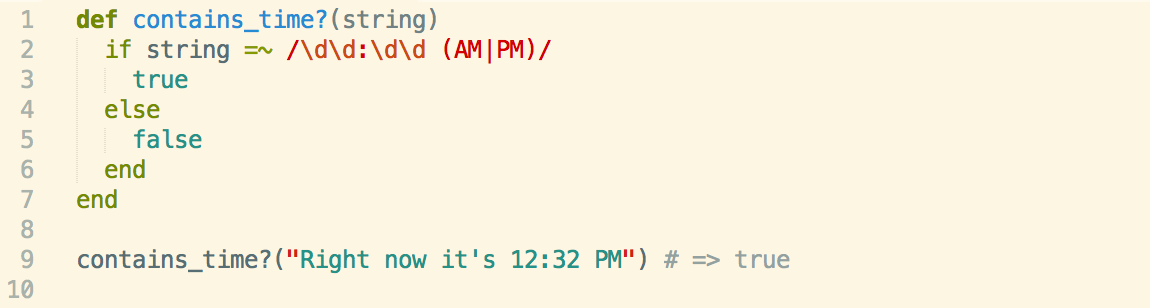 1 def contains_time?(string)
2   if string =~ /\d\d:\d\d (AM|PM)/
3     true
4   else
5     false
6   end
7 end
8
9 contains_time?("Right now it's 12:32 PM") # => true
10